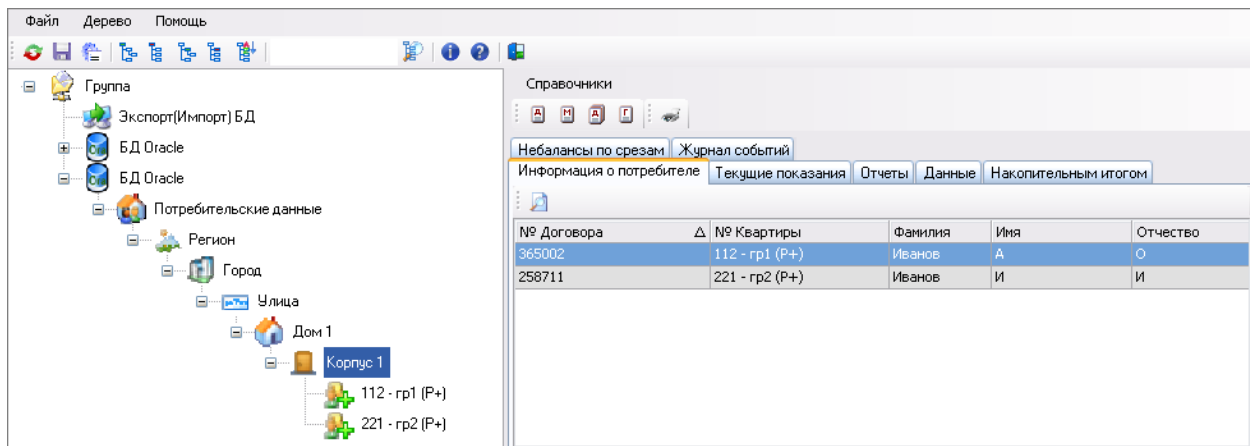 Файл Дерево Помощь
Группа
Экспорт(Импорт) БД
БД Oracle
БД Oracle
Потребительские данные
Регион
Город
Улица
Дом 1
Корпус 1
112 - гр1 (P+)
221 - гр2 (P+)
Справочники
Небалансы по срезам Журнал событий
Информация о потребителе Текущие показания Отчеты Данные Накопительным итогом
№ Договора № Квартиры Фамилия Имя Отчество
365002 112 - гр1 (P+) Иванов А О
258711 221 - гр2 (P+) Иванов И И